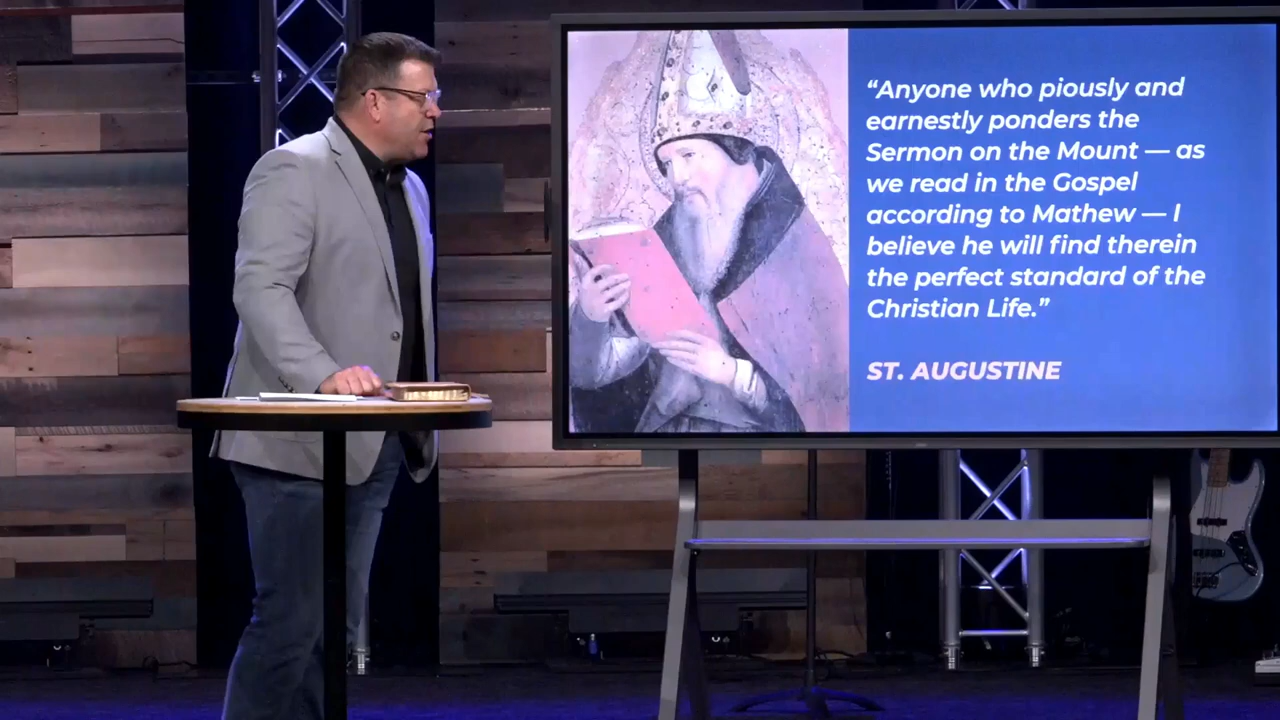 “Anyone who piously and
earnestly ponders the
Sermon on the Mount — as
we read in the Gospel
according to Mathew — I
believe he will find therein
the perfect standard of the
Christian Life.”
ST. AUGUSTINE